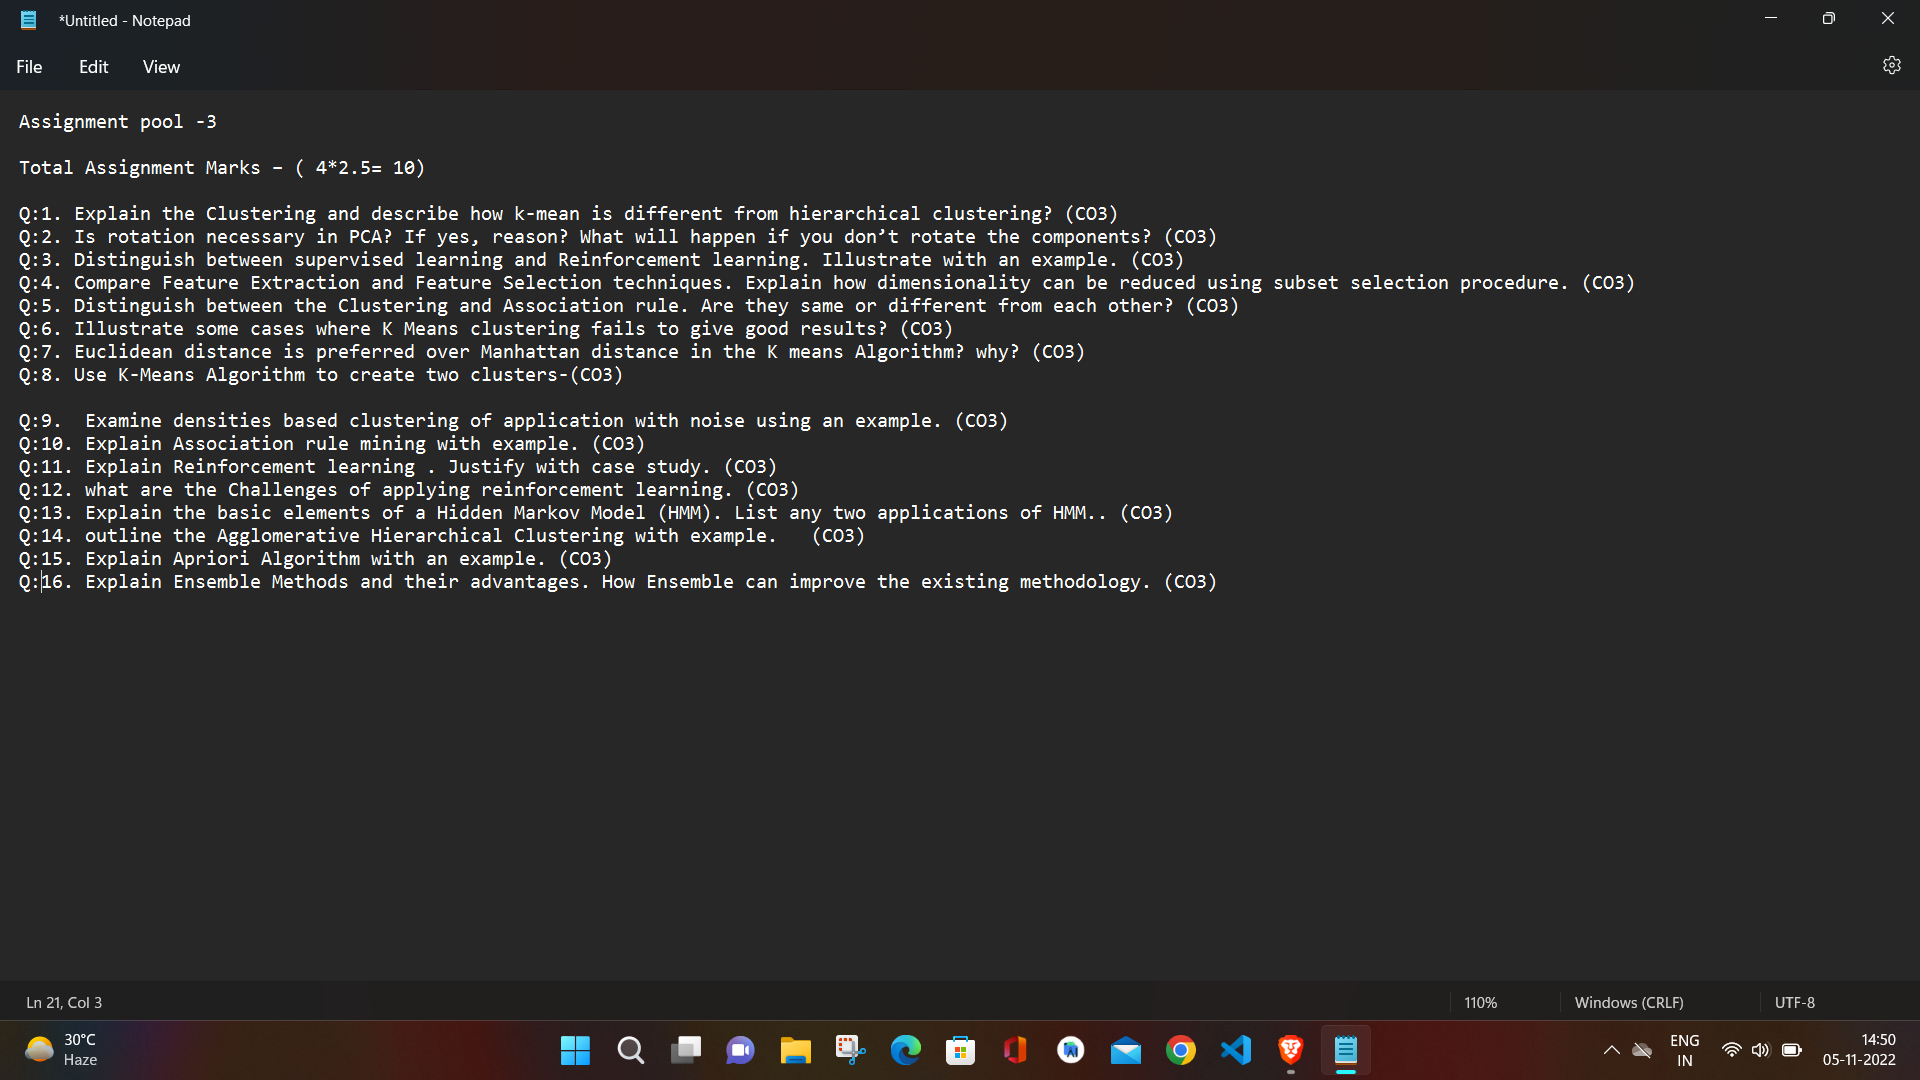 *Untitled - Notepad
File Edit View
Assignment pool -3
Total Assignment Marks – ( 4*2.5= 10)
Q:1. Explain the Clustering and describe how k-mean is different from hierarchical clustering? (CO3)
Q:2. Is rotation necessary in PCA? If yes, reason? What will happen if you don’t rotate the components? (CO3)
Q:3. Distinguish between supervised learning and Reinforcement learning. Illustrate with an example. (CO3)
Q:4. Compare Feature Extraction and Feature Selection techniques. Explain how dimensionality can be reduced using subset selection procedure. (CO3)
Q:5. Distinguish between the Clustering and Association rule. Are they same or different from each other? (CO3)
Q:6. Illustrate some cases where K Means clustering fails to give good results? (CO3)
Q:7. Euclidean distance is preferred over Manhattan distance in the K means Algorithm? why? (CO3)
Q:8. Use K-Means Algorithm to create two clusters-(CO3)
Q:9.  Examine densities based clustering of application with noise using an example. (CO3)
Q:10. Explain Association rule mining with example. (CO3)
Q:11. Explain Reinforcement learning . Justify with case study. (CO3)
Q:12. what are the Challenges of applying reinforcement learning. (CO3)
Q:13. Explain the basic elements of a Hidden Markov Model (HMM). List any two applications of HMM.. (CO3)
Q:14. outline the Agglomerative Hierarchical Clustering with example.   (CO3)
Q:15. Explain Apriori Algorithm with an example. (CO3)
Q:16. Explain Ensemble Methods and their advantages. How Ensemble can improve the existing methodology. (CO3)
Ln 21, Col 3 110% Windows (CRLF) UTF-8
30°C
Haze
ENG
IN
14:50
05-11-2022